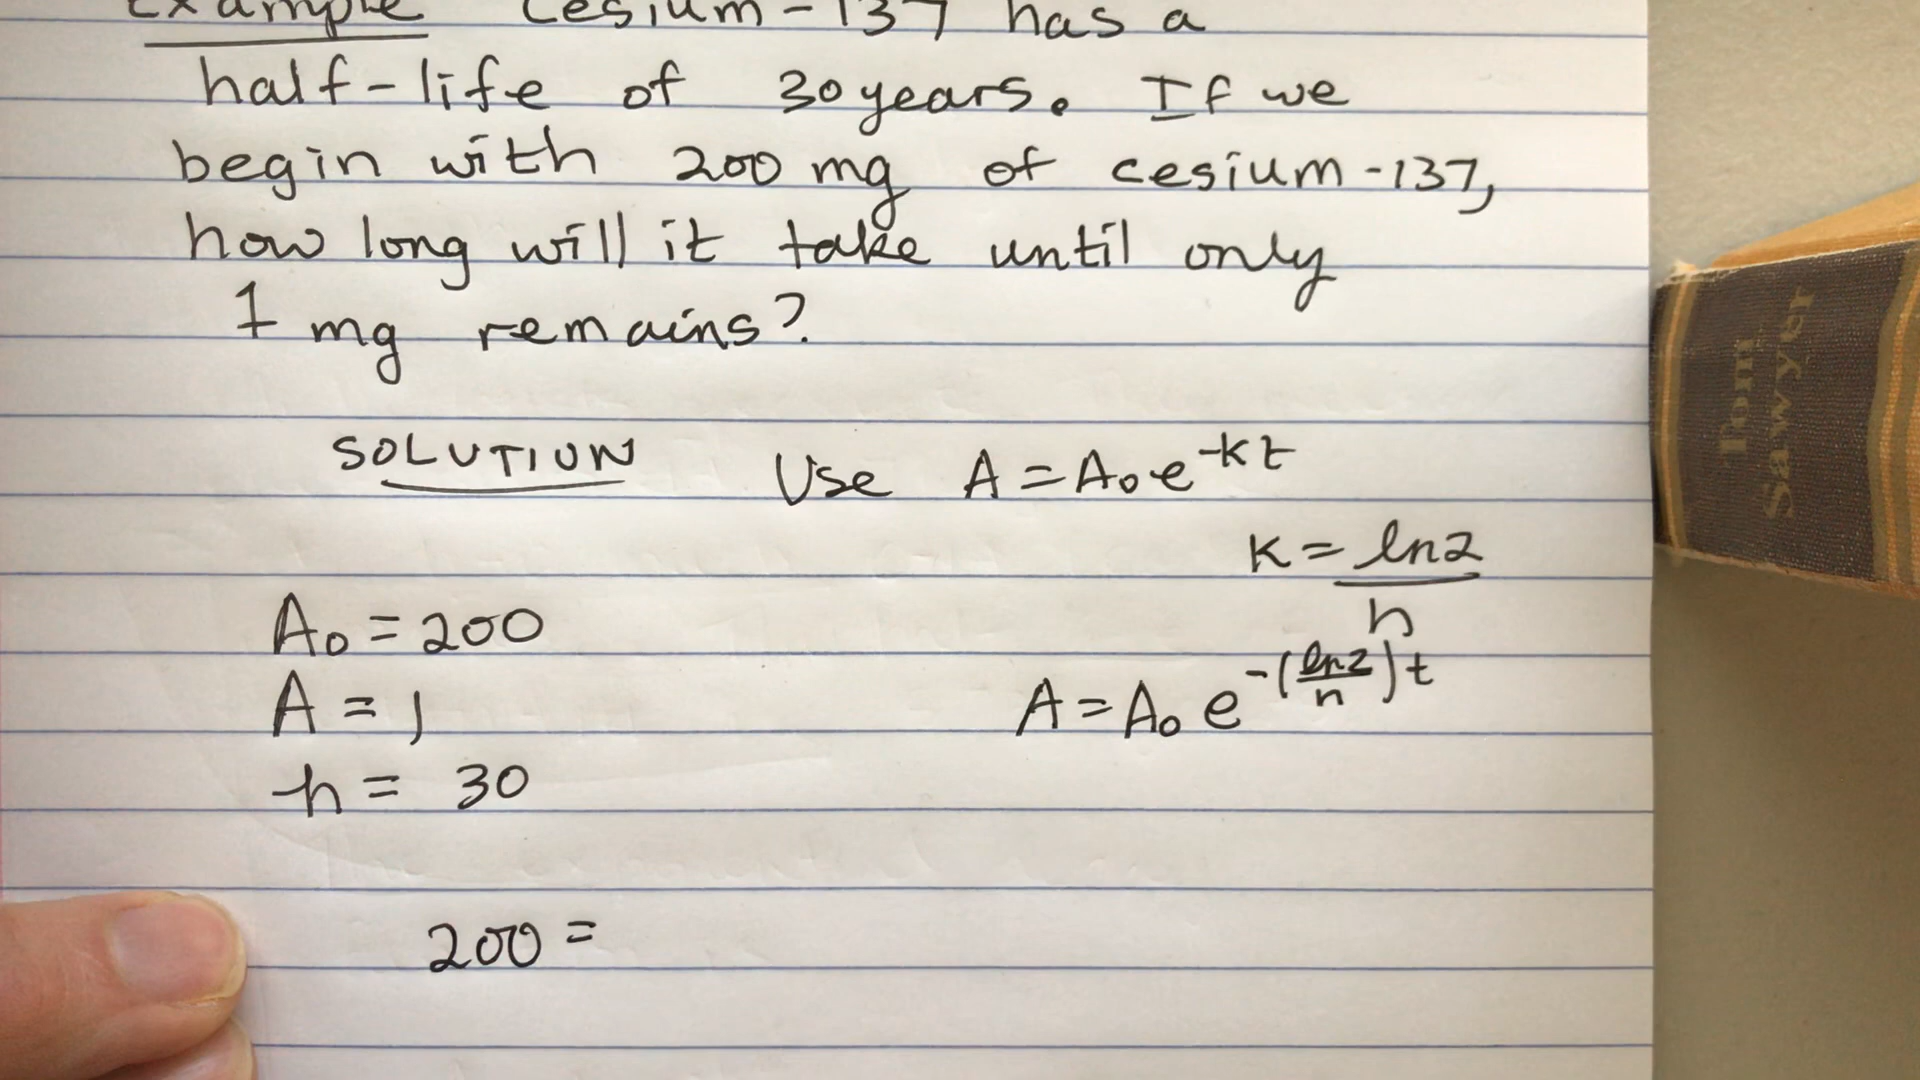 Example Cesium-137 has a
half-life of 30 years. If we
begin with 200 mg of cesium-137,
how long will it take until only
1 mg remains?
SOLUTION Use A = A₀e^-kt
k = ln2/h
A₀ = 200
A = 1
h = 30
A = A₀ e^-(ln2/h)t
200 =
Tom
Sawyer